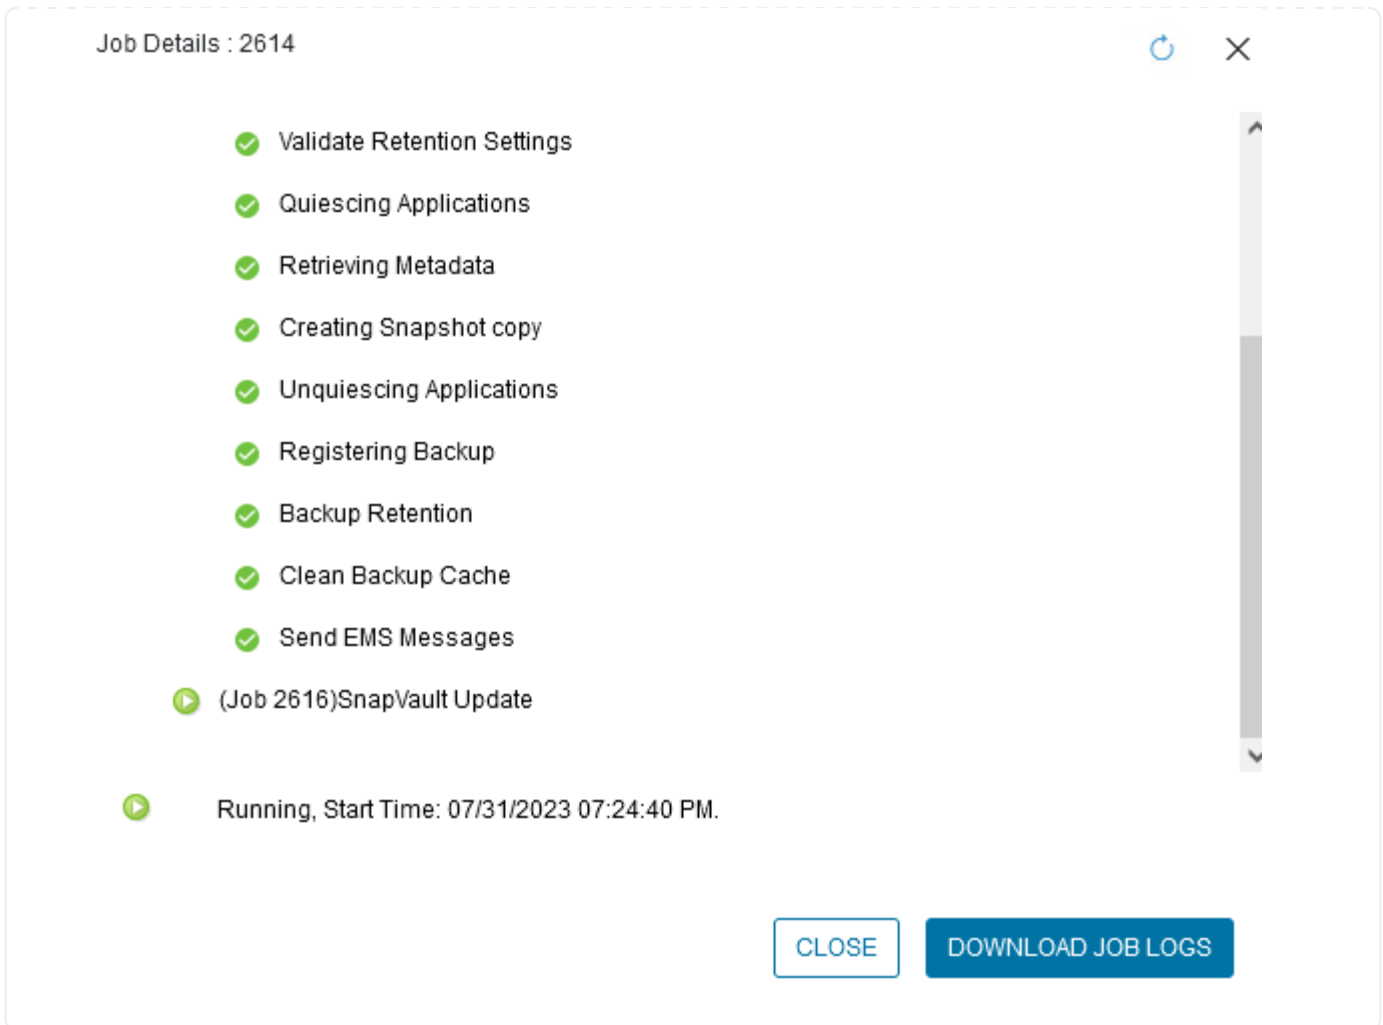 Job Details : 2614
Validate Retention Settings
Quiescing Applications
Retrieving Metadata
Creating Snapshot copy
Unquiescing Applications
Registering Backup
Backup Retention
Clean Backup Cache
Send EMS Messages
(Job 2616)SnapVault Update
Running, Start Time: 07/31/2023 07:24:40 PM.
CLOSE
DOWNLOAD JOB LOGS